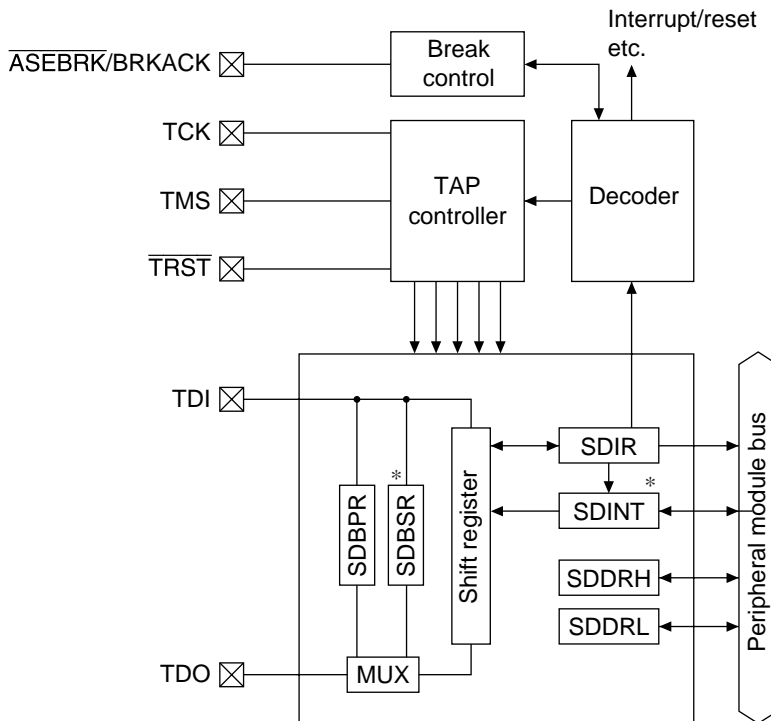 Interrupt/reset
etc.
ASEBRK/BRKACK
Break
control
TCK
TMS
TRST
TAP
controller
Decoder
TDI
SDBPR
*
SDBSR
Shift register
SDIR
*
SDINT
SDDRH
SDDRL
Peripheral module bus
TDO
MUX